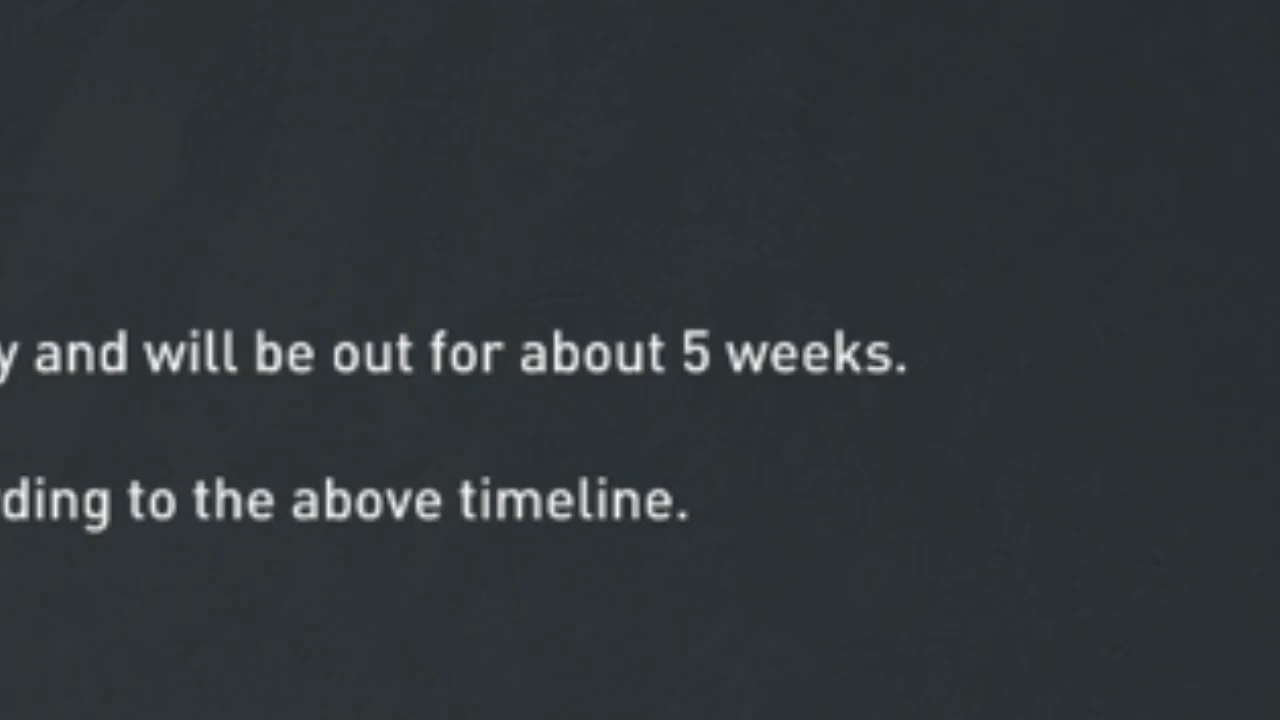 y and will be out for about 5 weeks.
ding to the above timeline.